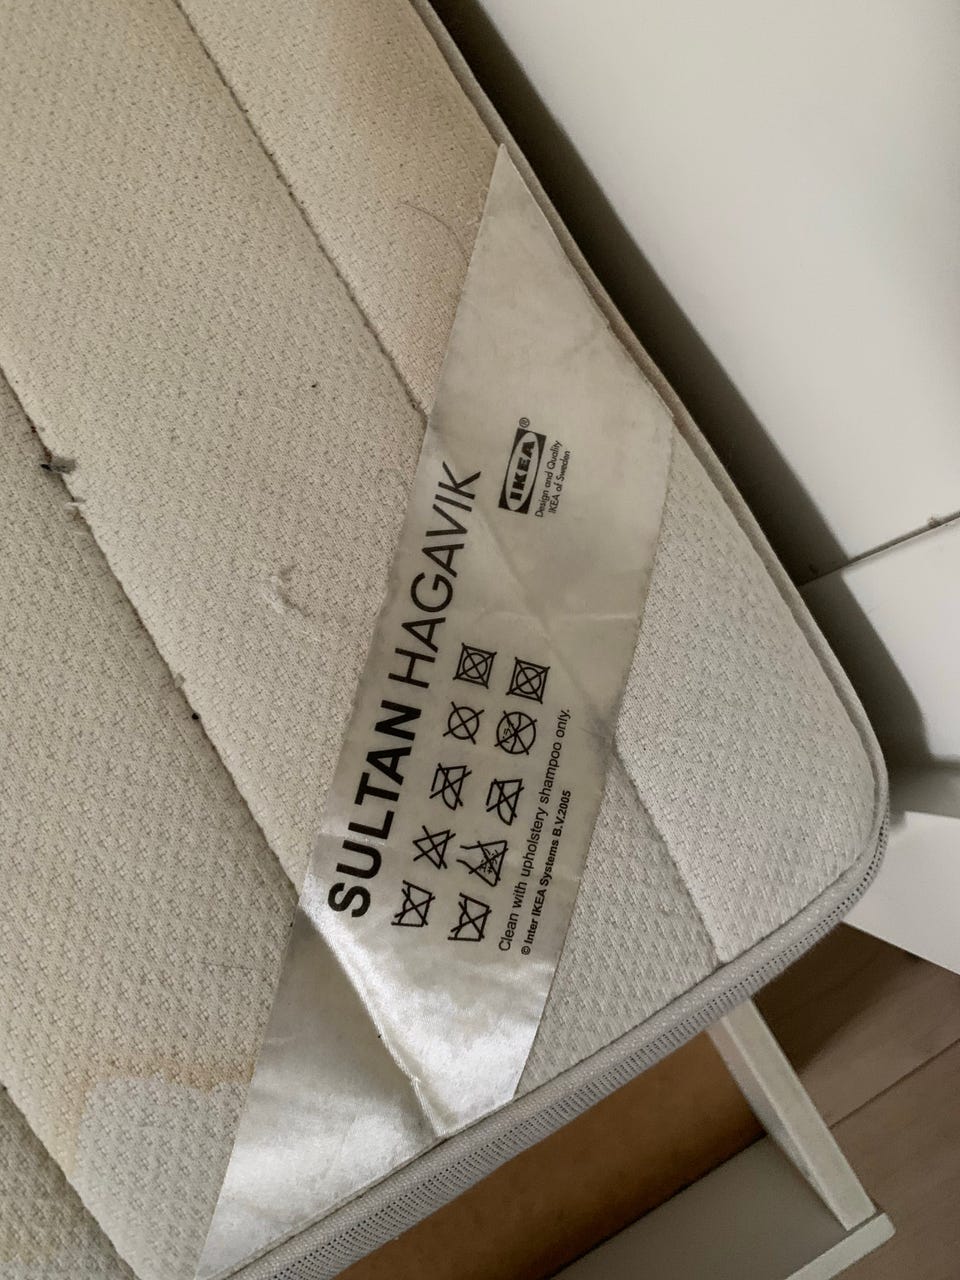 SULTAN HAGAVIK
IKEA®
Design and Quality
IKEA of Sweden
Clean with upholstery shampoo only.
© Inter IKEA Systems B.V.2005